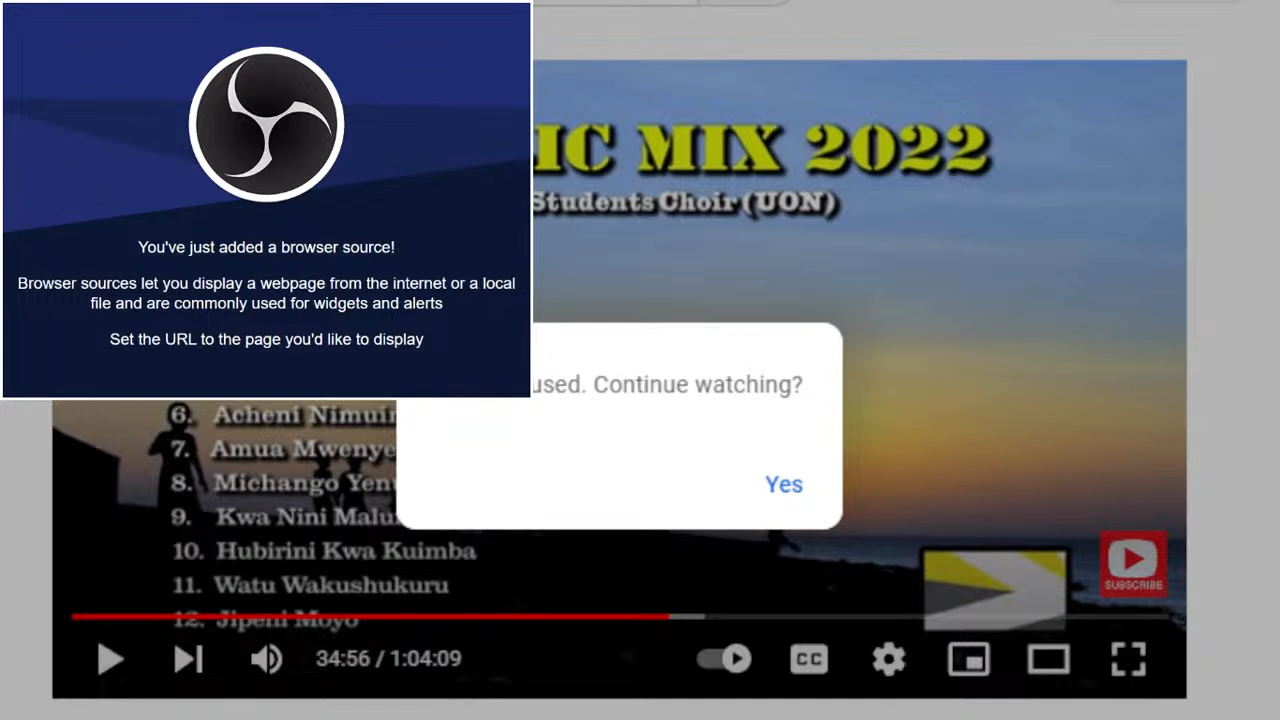 You've just added a browser source!
Browser sources let you display a webpage from the internet or a local
file and are commonly used for widgets and alerts
Set the URL to the page you'd like to display
IC MIX 2022
Students Choir (UON)
used. Continue watching?
Yes
6. Acheni Nimuim
7. Amua Mwenye
8. Michango Yenu
9. Kwa Nini Malu
10. Hubirini Kwa Kuimba
11. Watu Wakushukuru
12. Jipeni Moyo
SUBSCRIBE
34:56 / 1:04:09
CC